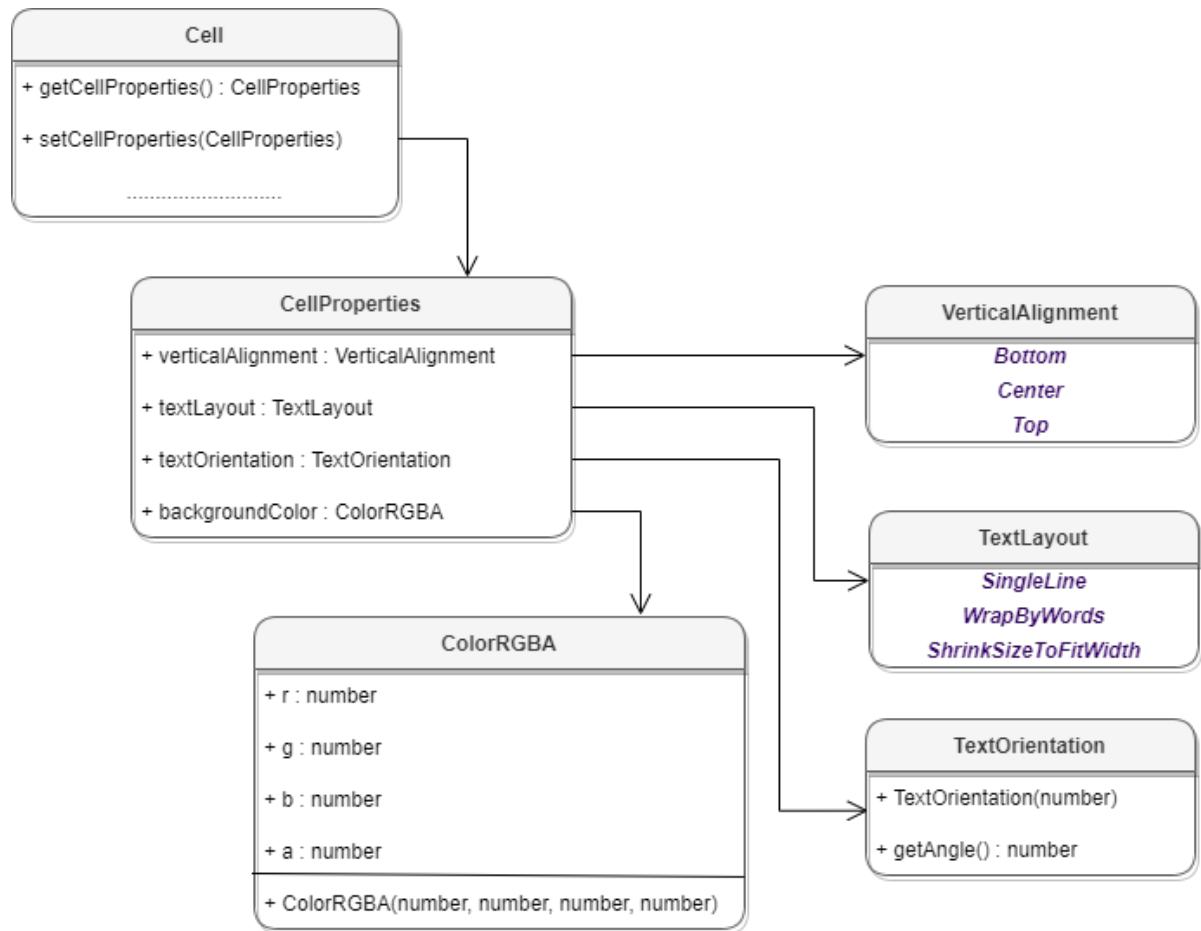 Cell
+ getCellProperties() : CellProperties
+ setCellProperties(CellProperties)
CellProperties
+ verticalAlignment : VerticalAlignment
+ textLayout : TextLayout
+ textOrientation : TextOrientation
+ backgroundColor : ColorRGBA
VerticalAlignment
Bottom
Center
Top
TextLayout
SingleLine
WrapByWords
ShrinkSizeToFitWidth
ColorRGBA
+ r : number
+ g : number
+ b : number
+ a : number
+ ColorRGBA(number, number, number, number)
TextOrientation
+ TextOrientation(number)
+ getAngle() : number